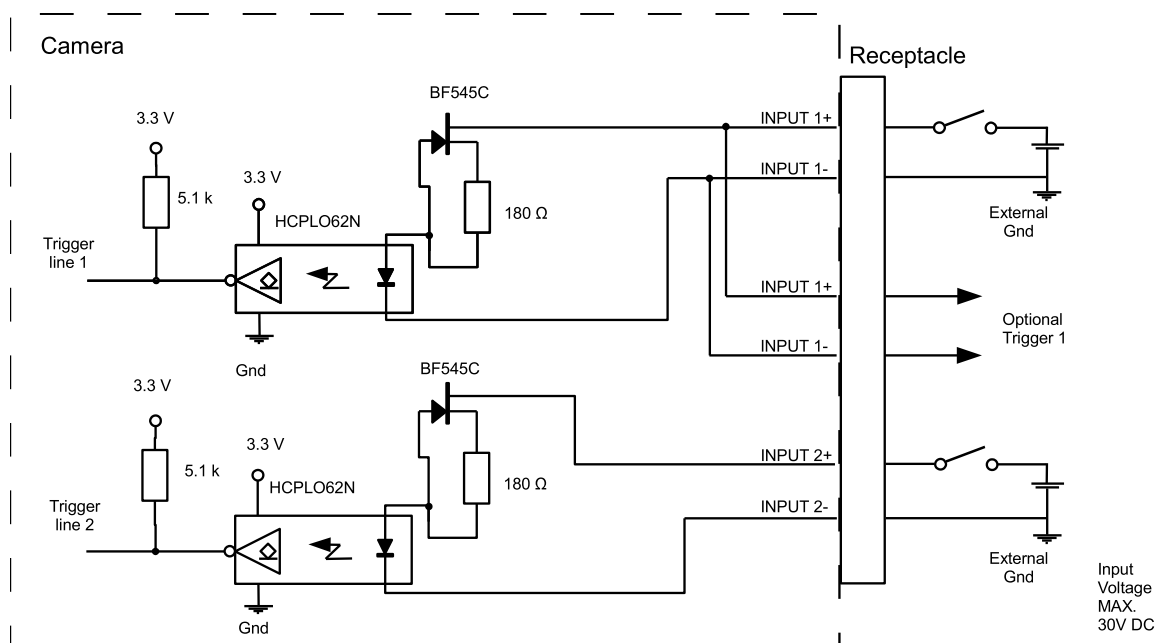 Camera
Receptacle
BF545C
3.3 V
INPUT 1+
INPUT 1-
5.1 k
3.3 V
HCPLO62N
180 Ω
External
Gnd
Trigger
line 1
INPUT 1+
Optional
Trigger 1
INPUT 1-
Gnd
BF545C
3.3 V
3.3 V
INPUT 2+
5.1 k
HCPLO62N
180 Ω
INPUT 2-
Trigger
line 2
External
Gnd
Gnd
Input
Voltage
MAX.
30V DC